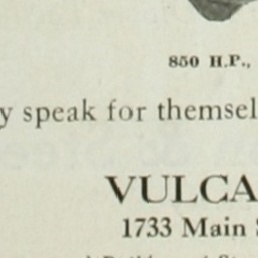 850 H.P.,
y speak for themsel
VULCA
1733 Main